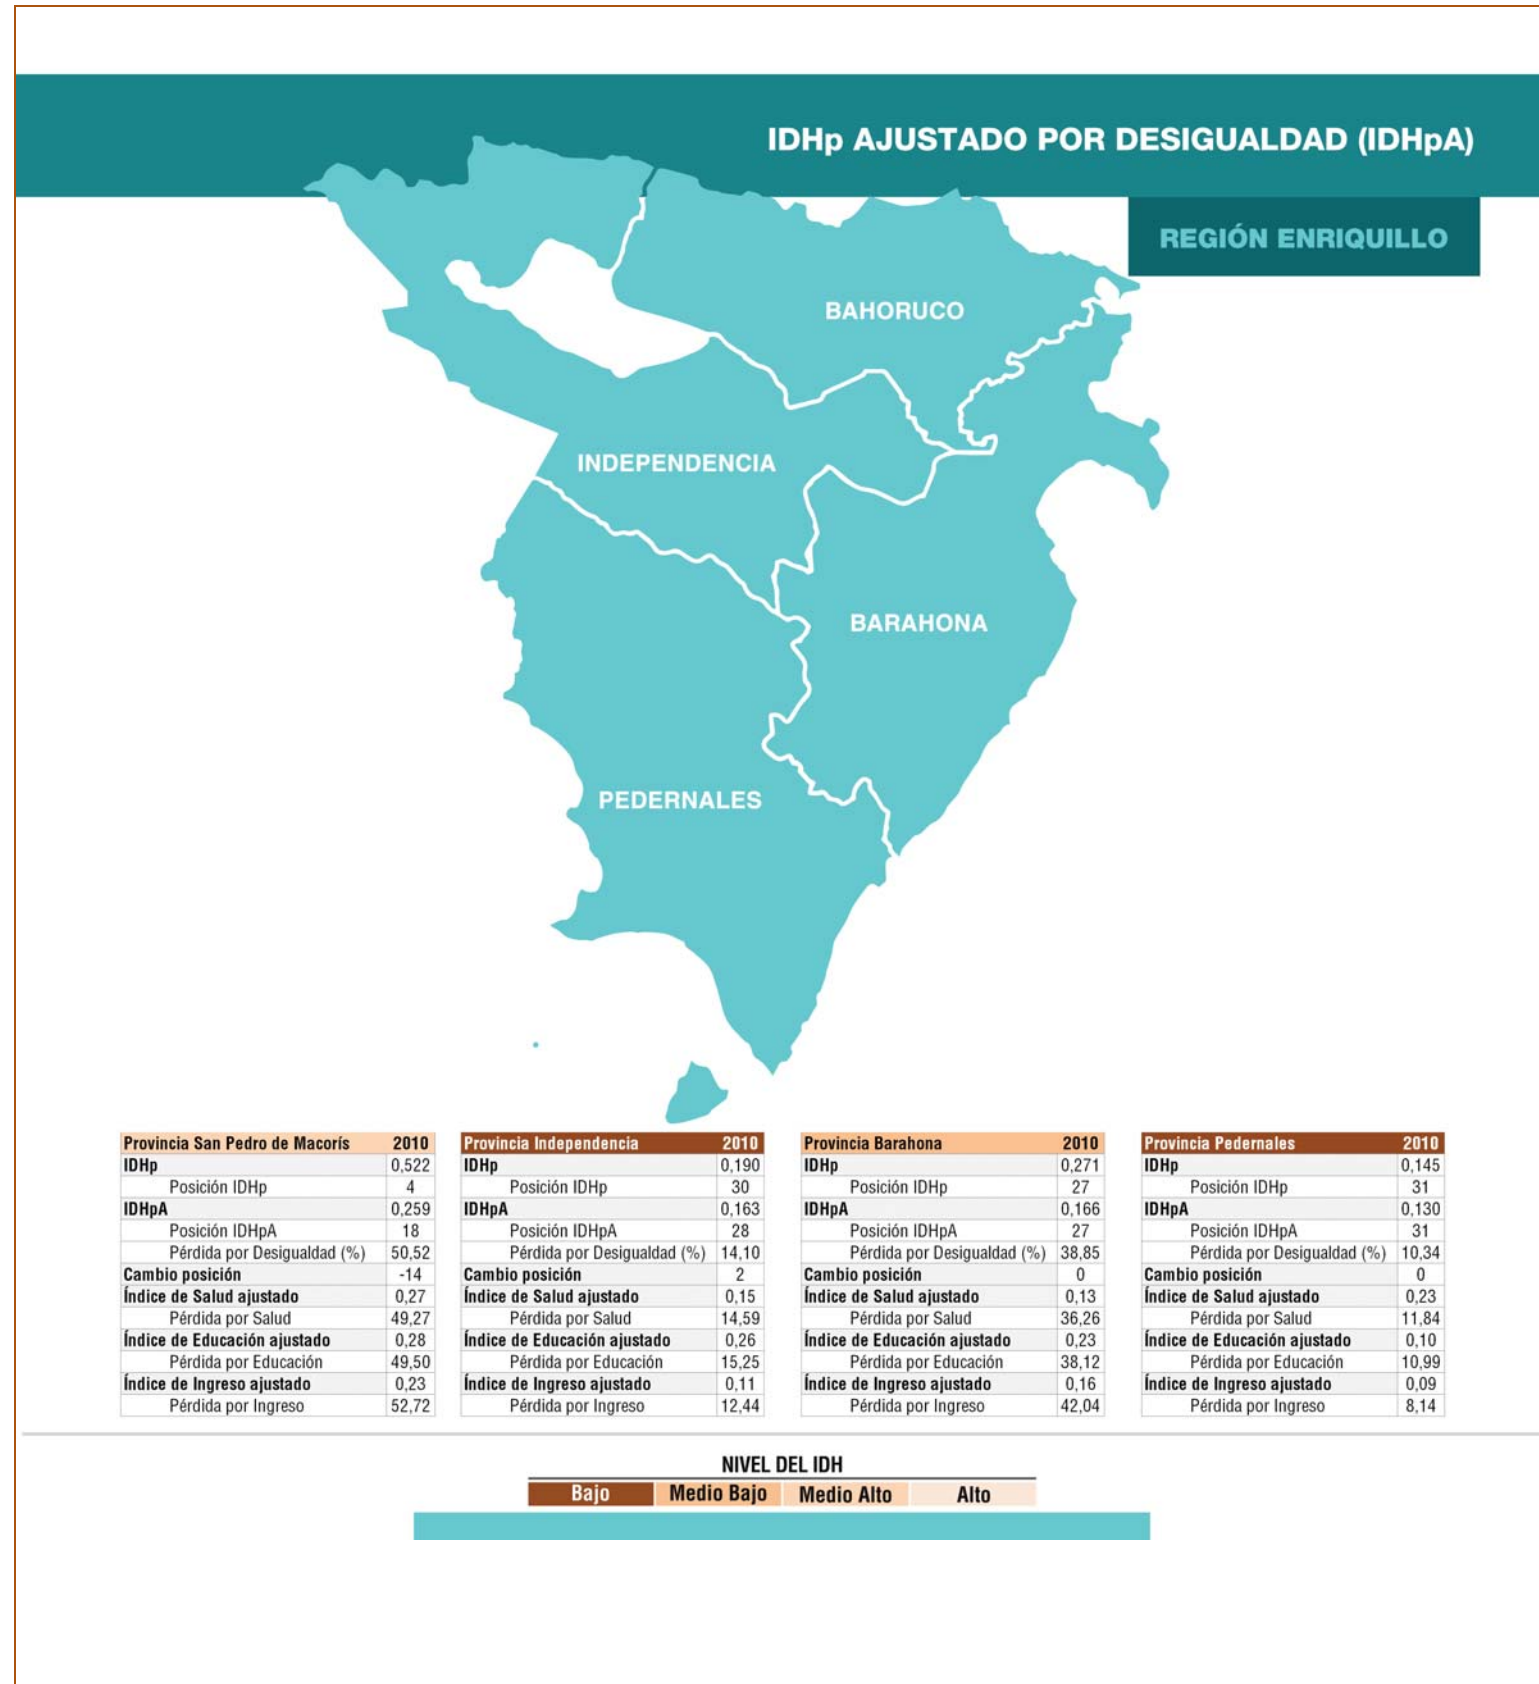 IDHp AJUSTADO POR DESIGUALDAD (IDHpA)
REGIÓN ENRIQUILLO
BAHORUCO
INDEPENDENCIA
BARAHONA
PEDERNALES
Provincia San Pedro de Macorís 2010
IDHp 0,522
Posición IDHp 4
IDHpA 0,259
Posición IDHpA 18
Pérdida por Desigualdad (%) 50,52
Cambio posición -14
Índice de Salud ajustado 0,27
Pérdida por Salud 49,27
Índice de Educación ajustado 0,28
Pérdida por Educación 49,50
Índice de Ingreso ajustado 0,23
Pérdida por Ingreso 52,72
Provincia Independencia 2010
IDHp 0,190
Posición IDHp 30
IDHpA 0,163
Posición IDHpA 28
Pérdida por Desigualdad (%) 14,10
Cambio posición 2
Índice de Salud ajustado 0,15
Pérdida por Salud 14,59
Índice de Educación ajustado 0,26
Pérdida por Educación 15,25
Índice de Ingreso ajustado 0,11
Pérdida por Ingreso 12,44
Provincia Barahona 2010
IDHp 0,271
Posición IDHp 27
IDHpA 0,166
Posición IDHpA 27
Pérdida por Desigualdad (%) 38,85
Cambio posición 0
Índice de Salud ajustado 0,13
Pérdida por Salud 36,26
Índice de Educación ajustado 0,23
Pérdida por Educación 38,12
Índice de Ingreso ajustado 0,16
Pérdida por Ingreso 42,04
Provincia Pedernales 2010
IDHp 0,145
Posición IDHp 31
IDHpA 0,130
Posición IDHpA 31
Pérdida por Desigualdad (%) 10,34
Cambio posición 0
Índice de Salud ajustado 0,23
Pérdida por Salud 11,84
Índice de Educación ajustado 0,10
Pérdida por Educación 10,99
Índice de Ingreso ajustado 0,09
Pérdida por Ingreso 8,14
NIVEL DEL IDH
Bajo Medio Bajo Medio Alto Alto